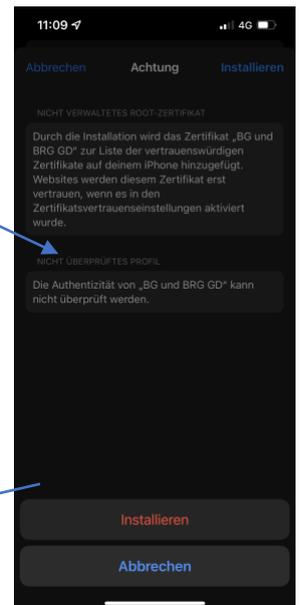 11:09
4G
Abbrechen Achtung Installieren
NICHT VERWALTETES ROOT-ZERTIFIKAT
Durch die Installation wird das Zertifikat „BG und
BRG GD“ zur Liste der vertrauenswürdigen
Zertifikate auf deinem iPhone hinzugefügt.
Websites werden diesem Zertifikat erst
vertrauen, wenn es in den
Zertifikatsvertrauenseinstellungen aktiviert
wurde.
NICHT ÜBERPRÜFTES PROFIL
Die Authentizität von „BG und BRG GD“ kann
nicht überprüft werden.
Installieren
Abbrechen